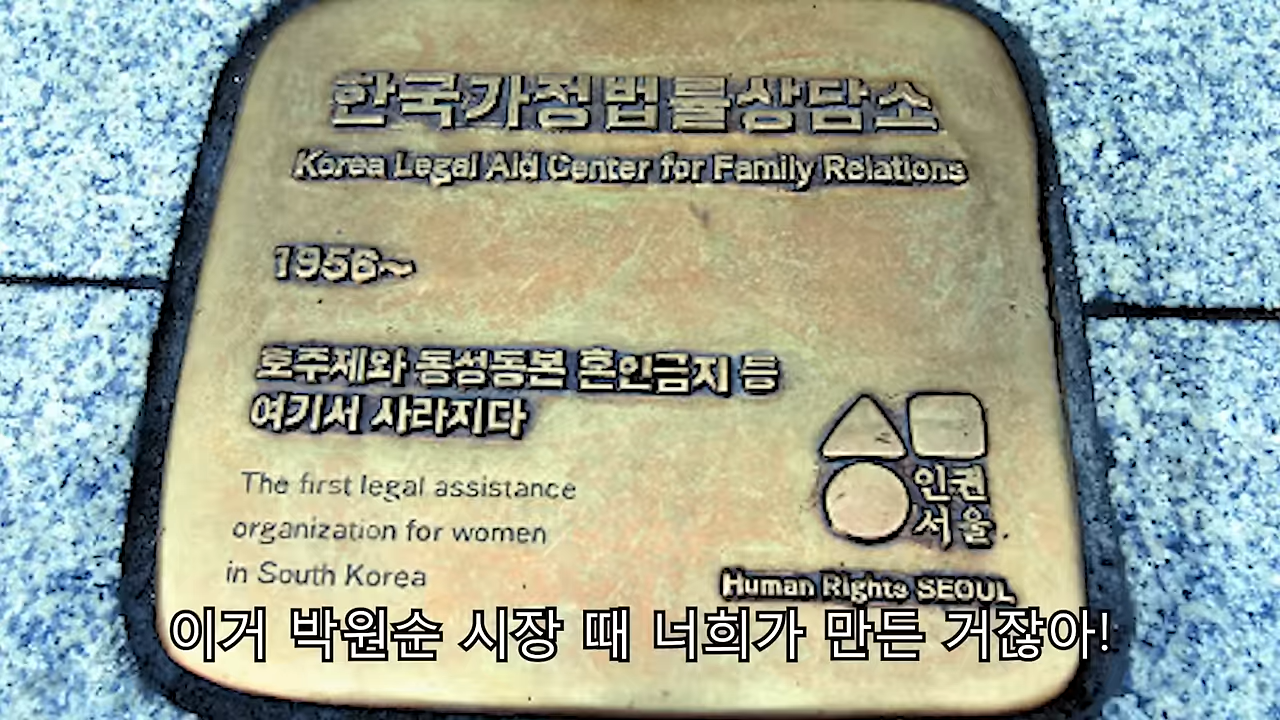 한국가정법률상담소
Korea Legal Aid Center for Family Relations
1956~
호주제와 동성동본 혼인금지 등
여기서 사라지다
The first legal assistance
organization for women
in South Korea
인권
서울
Human Rights SEOUL
이거 박원순 시장 때 너희가 만든 거잖아!